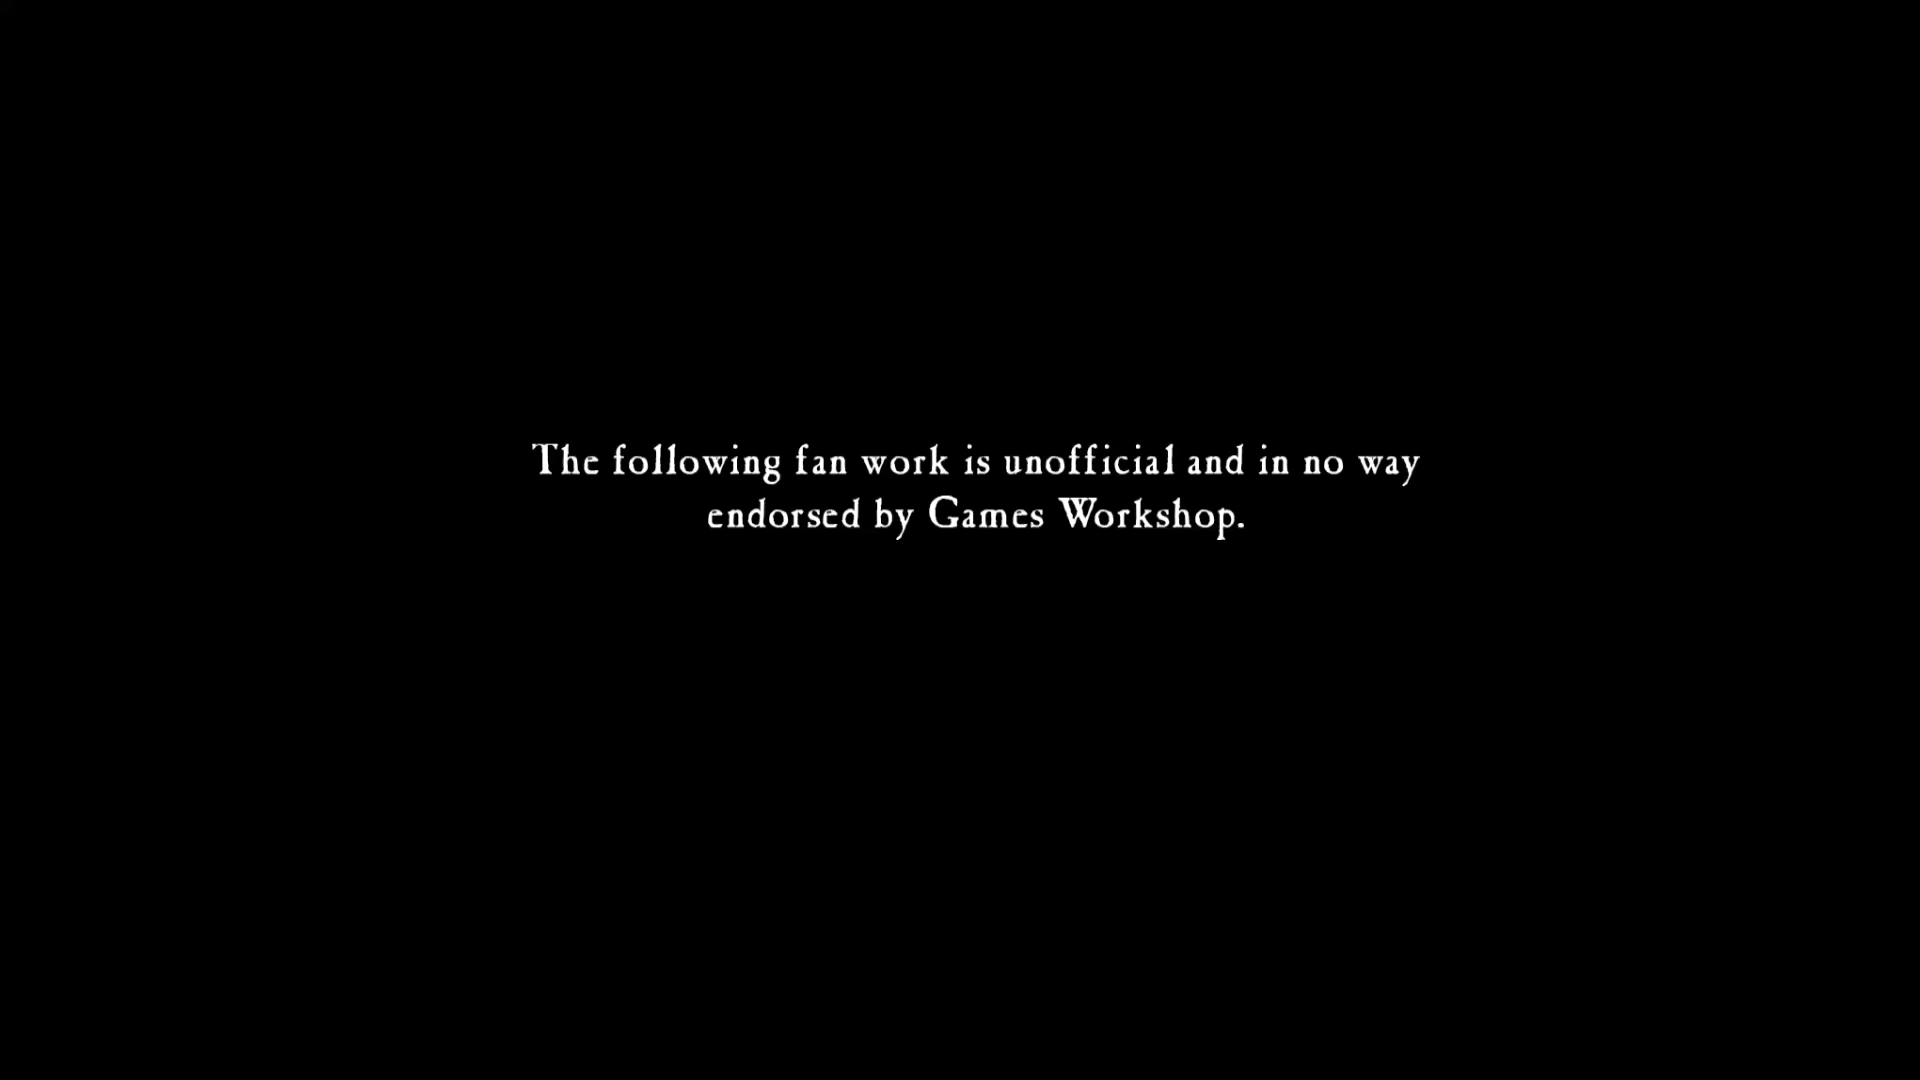 The following fan work is unofficial and in no way
endorsed by Games Workshop.